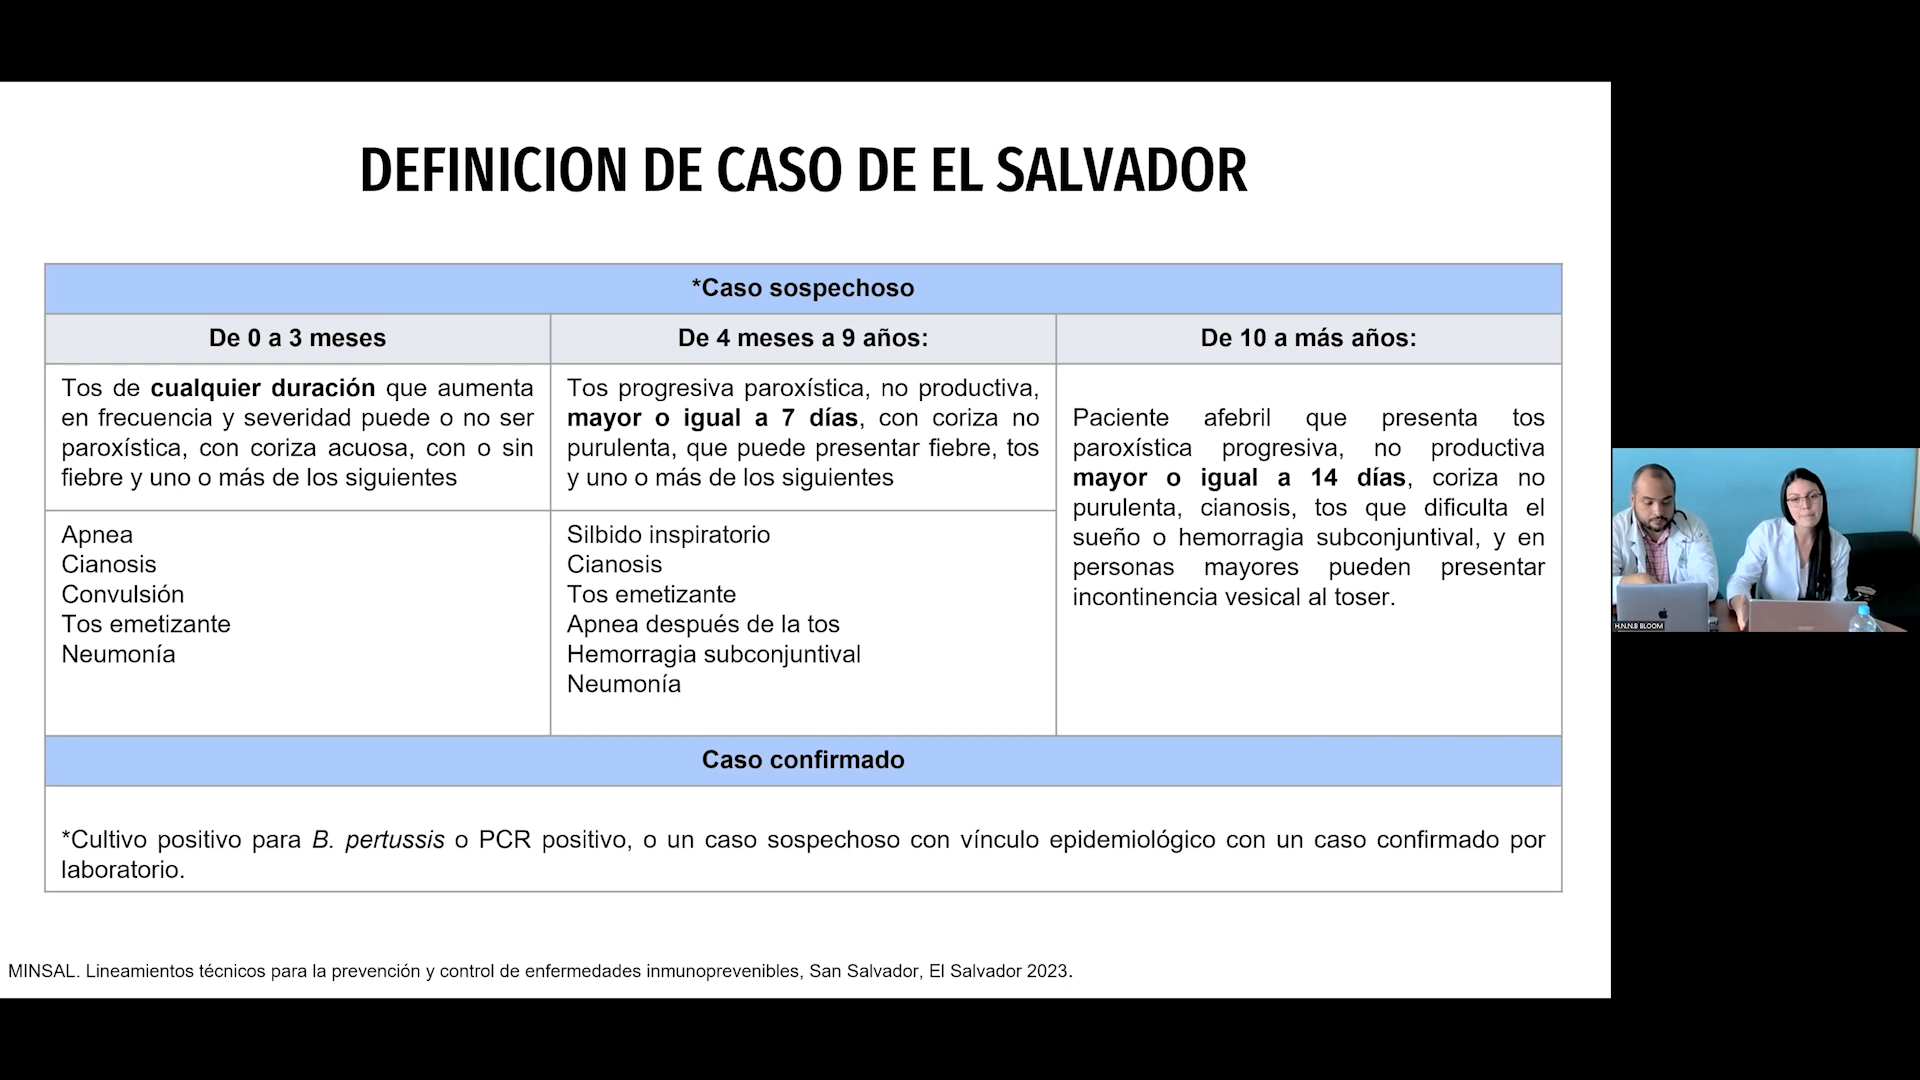 DEFINICION DE CASO DE EL SALVADOR
*Caso sospechoso
De 0 a 3 meses
De 4 meses a 9 años:
De 10 a más años:
Tos de cualquier duración que aumenta
en frecuencia y severidad puede o no ser
paroxística, con coriza acuosa, con o sin
fiebre y uno o más de los siguientes
Tos progresiva paroxística, no productiva,
mayor o igual a 7 días, con coriza no
purulenta, que puede presentar fiebre, tos
y uno o más de los siguientes
Paciente afebril que presenta tos
paroxística progresiva, no productiva
mayor o igual a 14 días, coriza no
purulenta, cianosis, tos que dificulta el
sueño o hemorragia subconjuntival, y en
personas mayores pueden presentar
incontinencia vesical al toser.
Apnea
Cianosis
Convulsión
Tos emetizante
Neumonía
Silbido inspiratorio
Cianosis
Tos emetizante
Apnea después de la tos
Hemorragia subconjuntival
Neumonía
Caso confirmado
*Cultivo positivo para B. pertussis o PCR positivo, o un caso sospechoso con vínculo epidemiológico con un caso confirmado por
laboratorio.
MINSAL. Lineamientos técnicos para la prevención y control de enfermedades inmunoprevenibles, San Salvador, El Salvador 2023.
H.N.N.B BLOOM